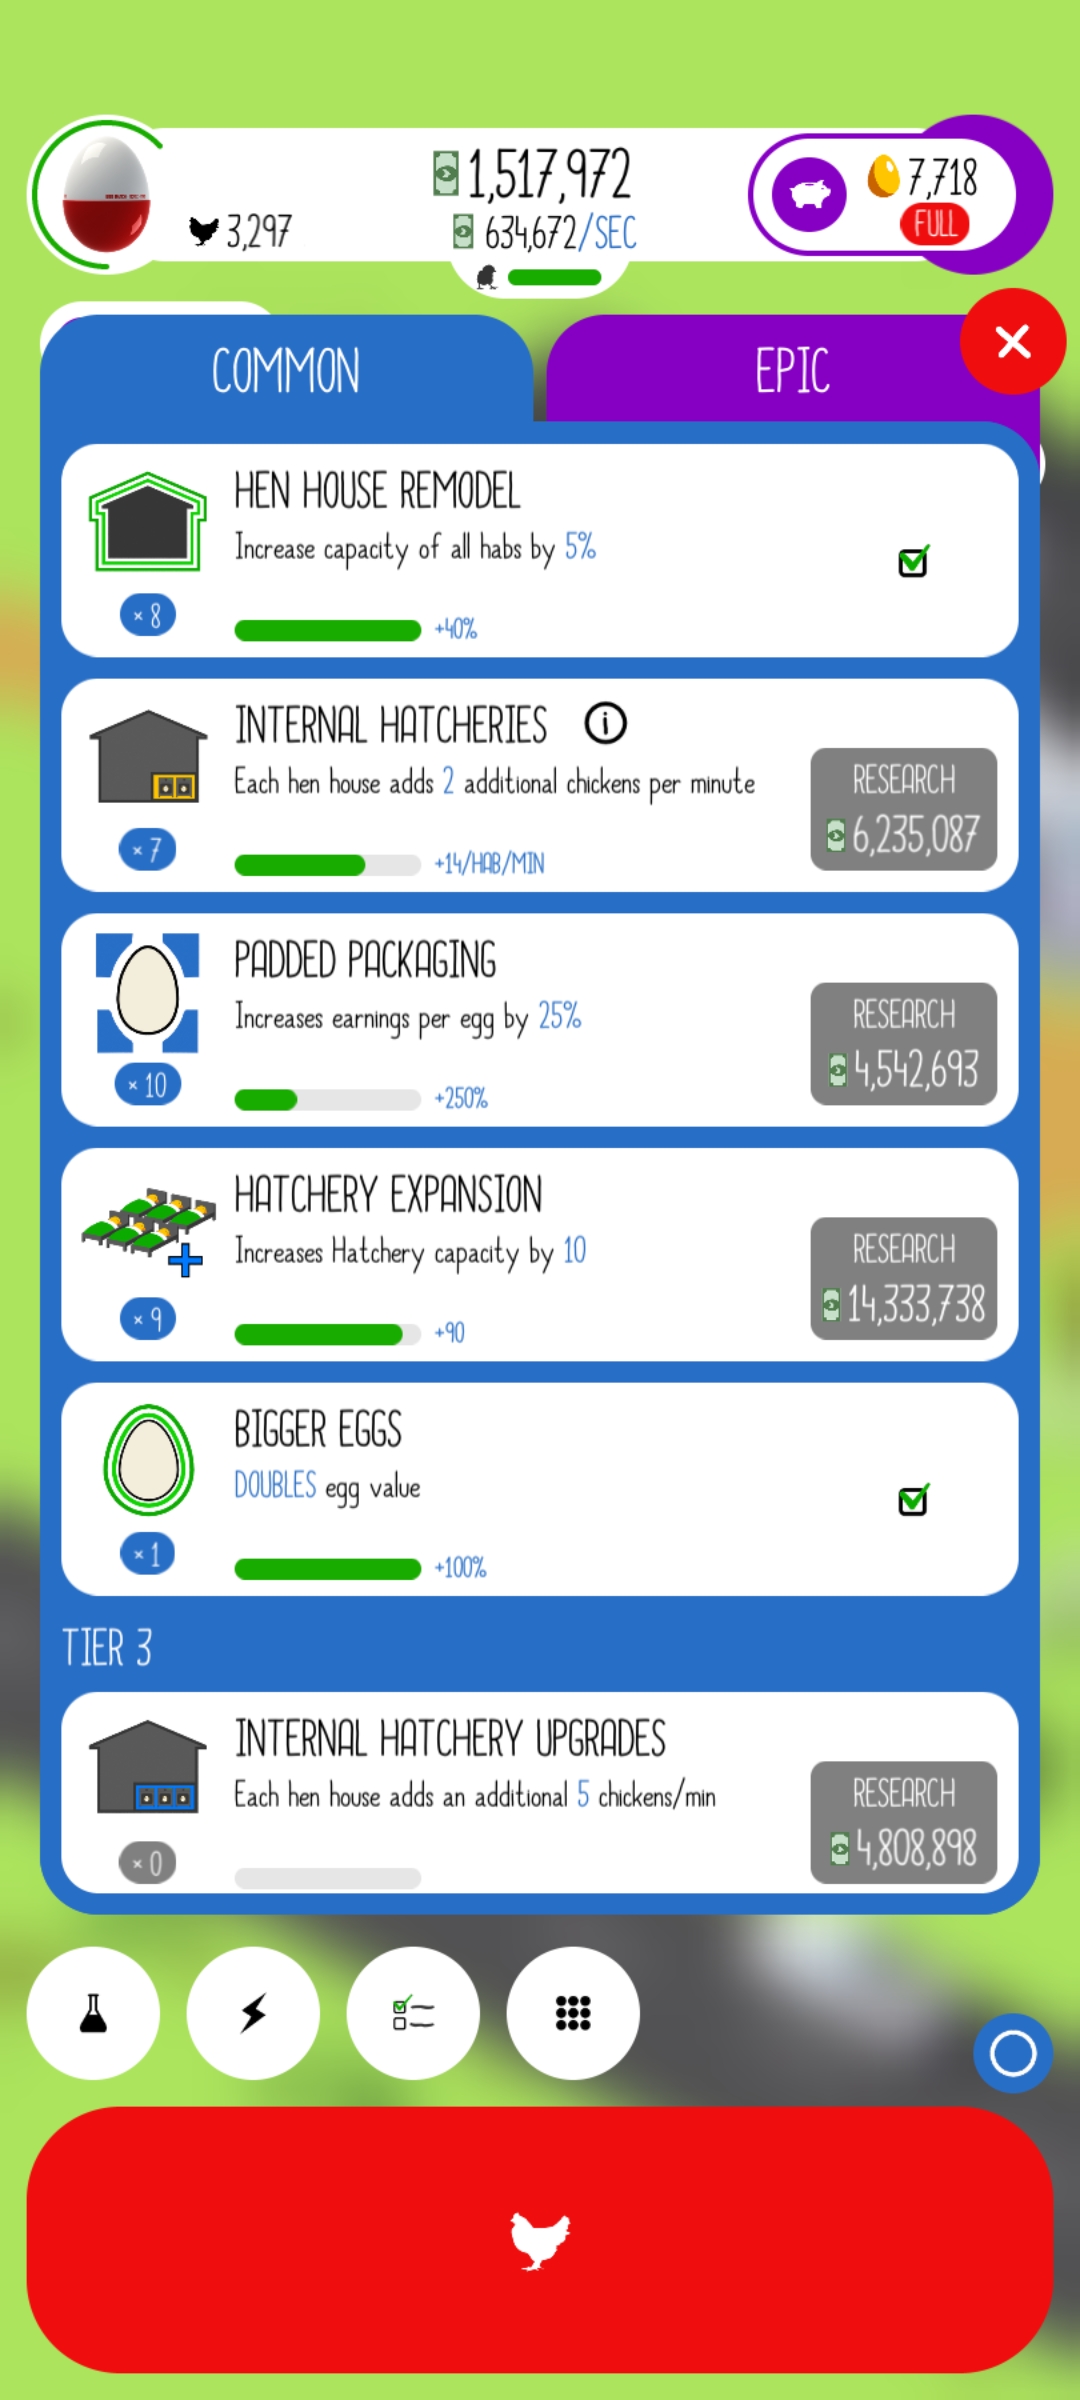 1,517,972
3,297
634,672/SEC
7,718
FULL
COMMON
EPIC
HEN HOUSE REMODEL
Increase capacity of all habs by 5%
× 8
+40%
INTERNAL HATCHERIES
Each hen house adds 2 additional chickens per minute
RESEARCH
6,235,087
× 7
+14/HAB/MIN
PADDED PACKAGING
Increases earnings per egg by 25%
RESEARCH
4,542,693
× 10
+250%
HATCHERY EXPANSION
Increases Hatchery capacity by 10
RESEARCH
14,333,738
× 9
+90
BIGGER EGGS
DOUBLES egg value
× 1
+100%
TIER 3
INTERNAL HATCHERY UPGRADES
Each hen house adds an additional 5 chickens/min
RESEARCH
4,808,898
× 0